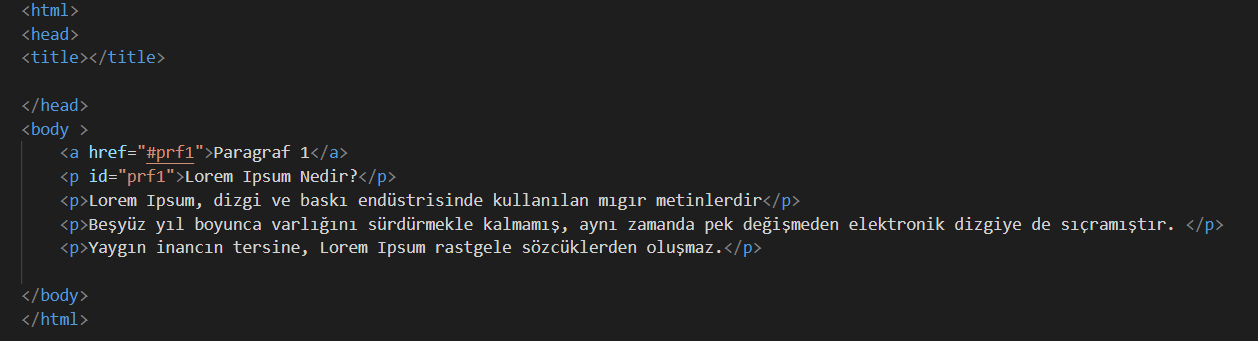 <html>
<head>
<title></title>
</head>
<body >
<a href="#prf1">Paragraf 1</a>
<p id="prf1">Lorem Ipsum Nedir?</p>
<p>Lorem Ipsum, dizgi ve baskı endüstrisinde kullanılan mıgır metinlerdir</p>
<p>Beşyüz yıl boyunca varlığını sürdürmekle kalmamış, aynı zamanda pek değişmeden elektronik dizgiye de sıçramıştır. </p>
<p>Yaygın inancın tersine, Lorem Ipsum rastgele sözcüklerden oluşmaz.</p>
</body>
</html>